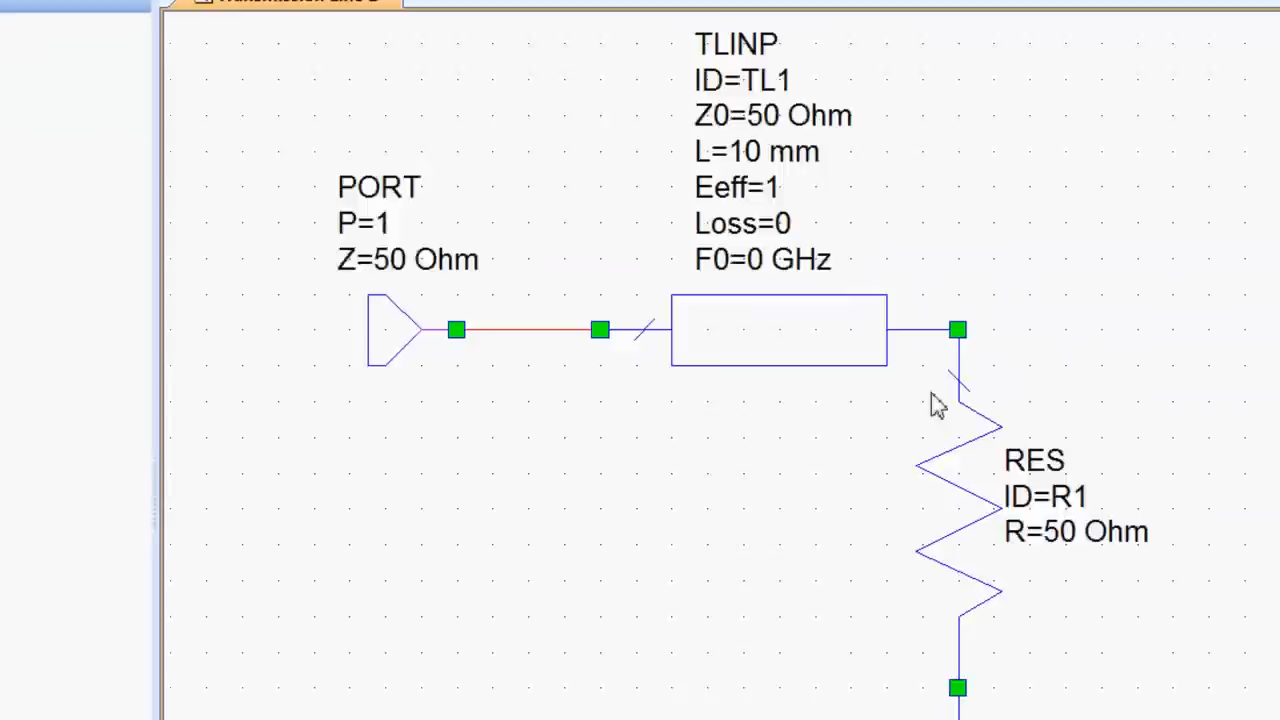 TLINP
ID=TL1
Z0=50 Ohm
L=10 mm
Eeff=1
Loss=0
F0=0 GHz
PORT
P=1
Z=50 Ohm
RES
ID=R1
R=50 Ohm